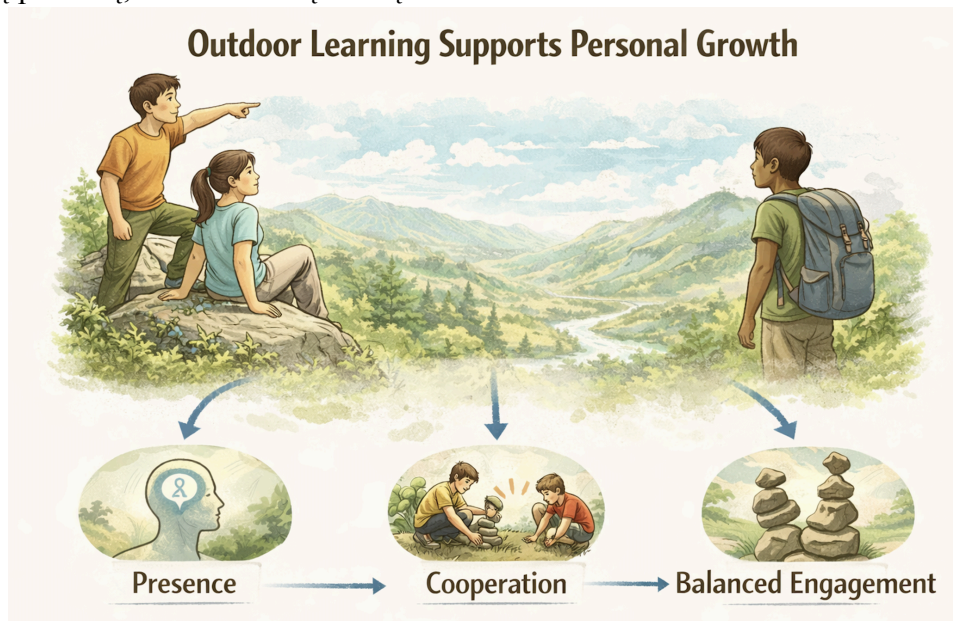 Outdoor Learning Supports Personal Growth
Presence
Cooperation
Balanced Engagement